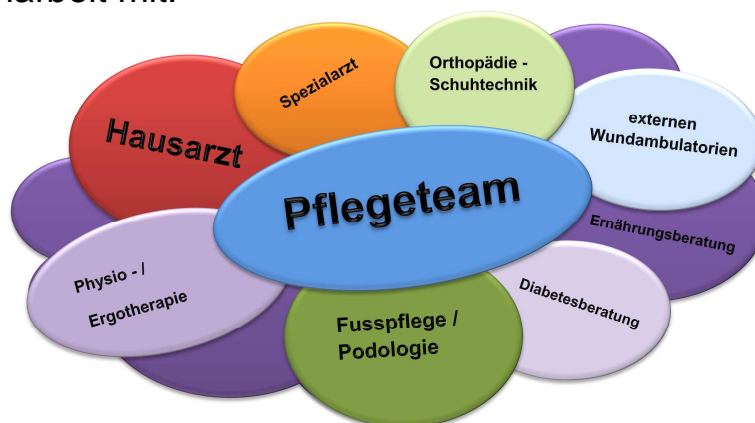 Spezialarzt
Orthopädie -
Schuhtechnik
Hausarzt
externen
Wundambulatorien
Pflegeteam
Ernährungsberatung
Physio - /
Ergotherapie
Diabetesberatung
Fusspflege /
Podologie